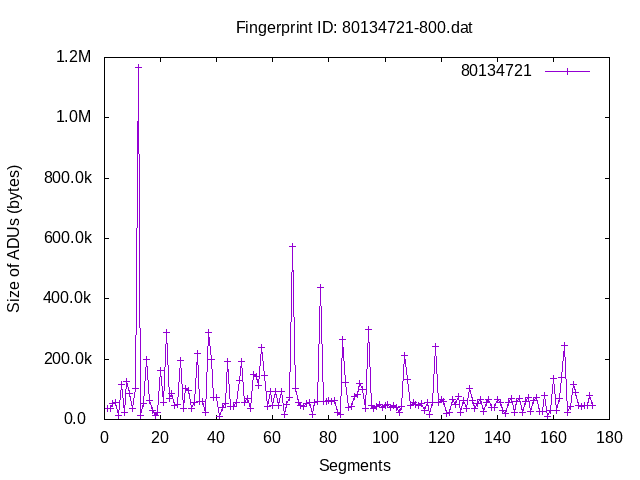 Fingerprint ID: 80134721-800.dat
80134721
1.2M
1.0M
800.0k
600.0k
400.0k
200.0k
0.0
Size of ADUs (bytes)
0 20 40 60 80 100 120 140 160 180
Segments